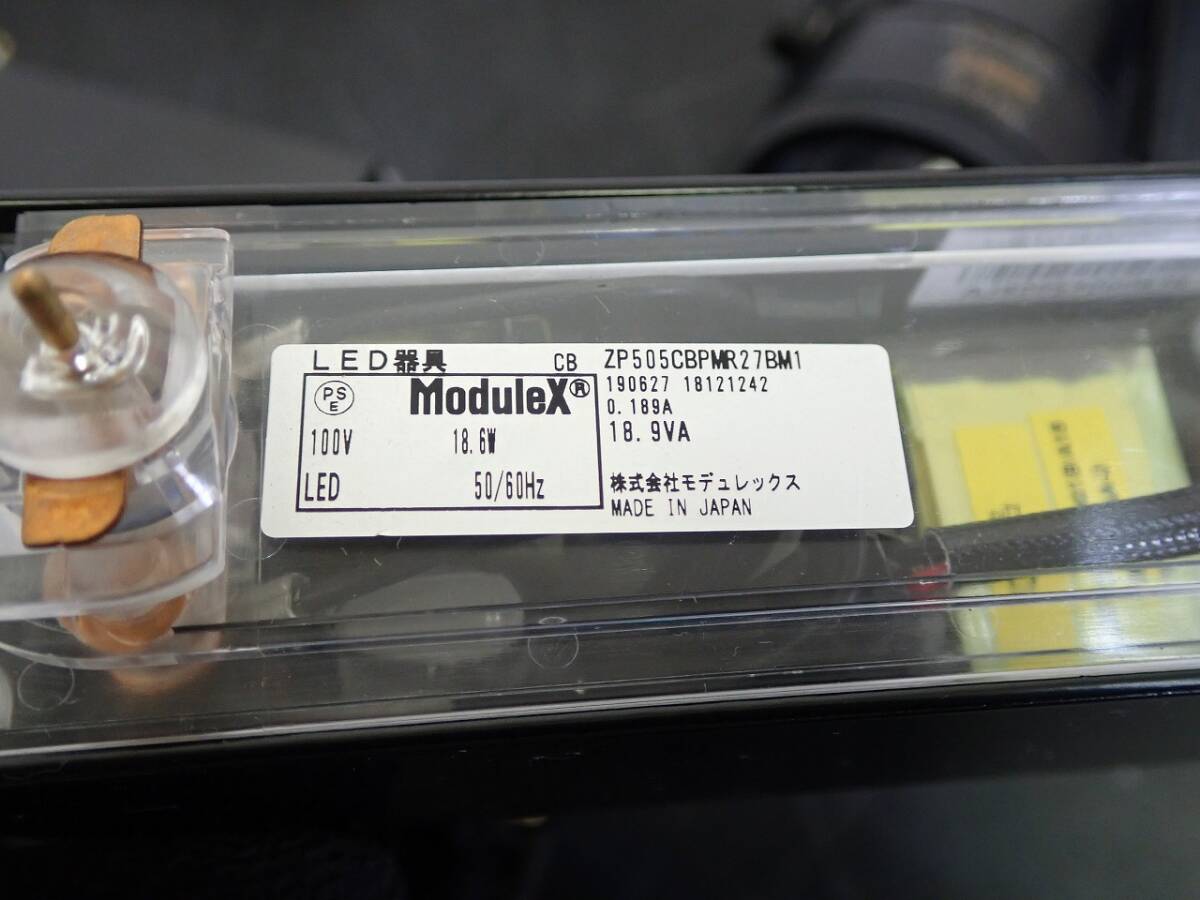 LED器具 CB ZP505CBPMR27BM1
PS
E
ModuleX®
190627 18121242
0.189A
100V 18.6W
18.9VA
LED 50/60Hz
株式会社モデュレックス
MADE IN JAPAN